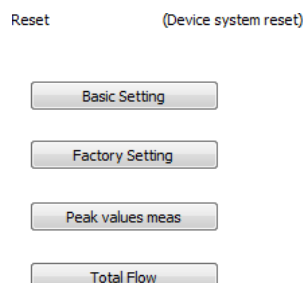 Reset (Device system reset)
Basic Setting
Factory Setting
Peak values meas
Total Flow